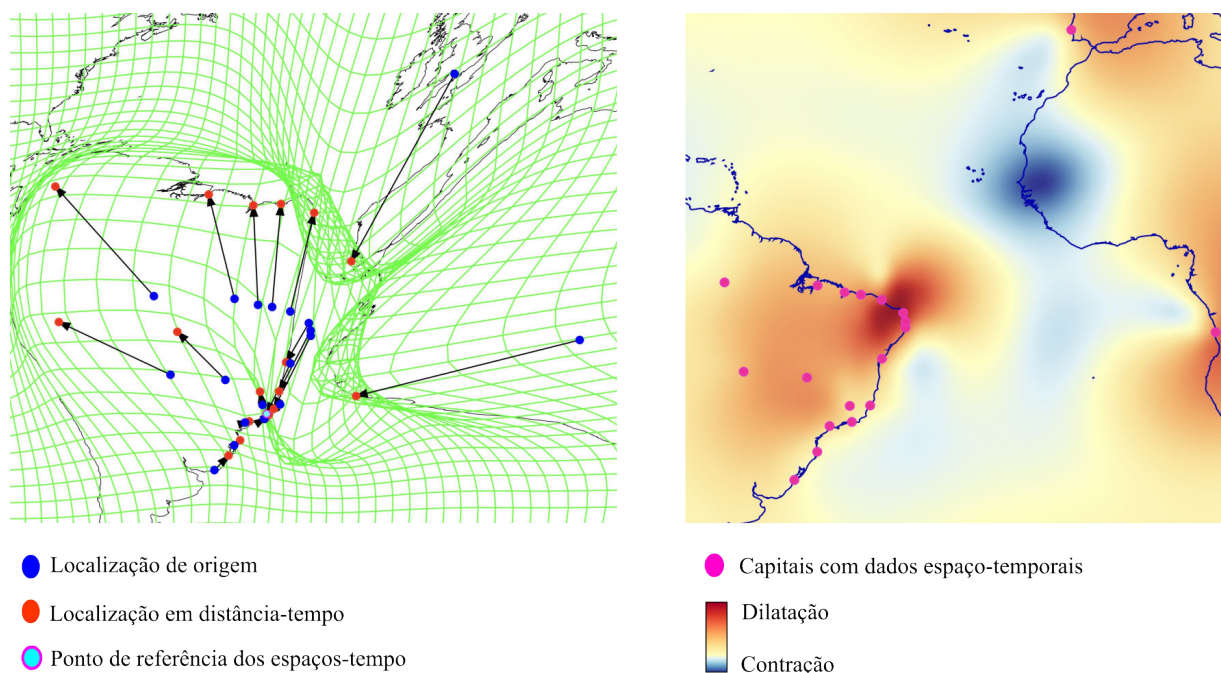 Localização de origem
Localização em distância-tempo
Ponto de referência dos espaços-tempo
Capitais com dados espaço-temporais
Dilatação
Contração